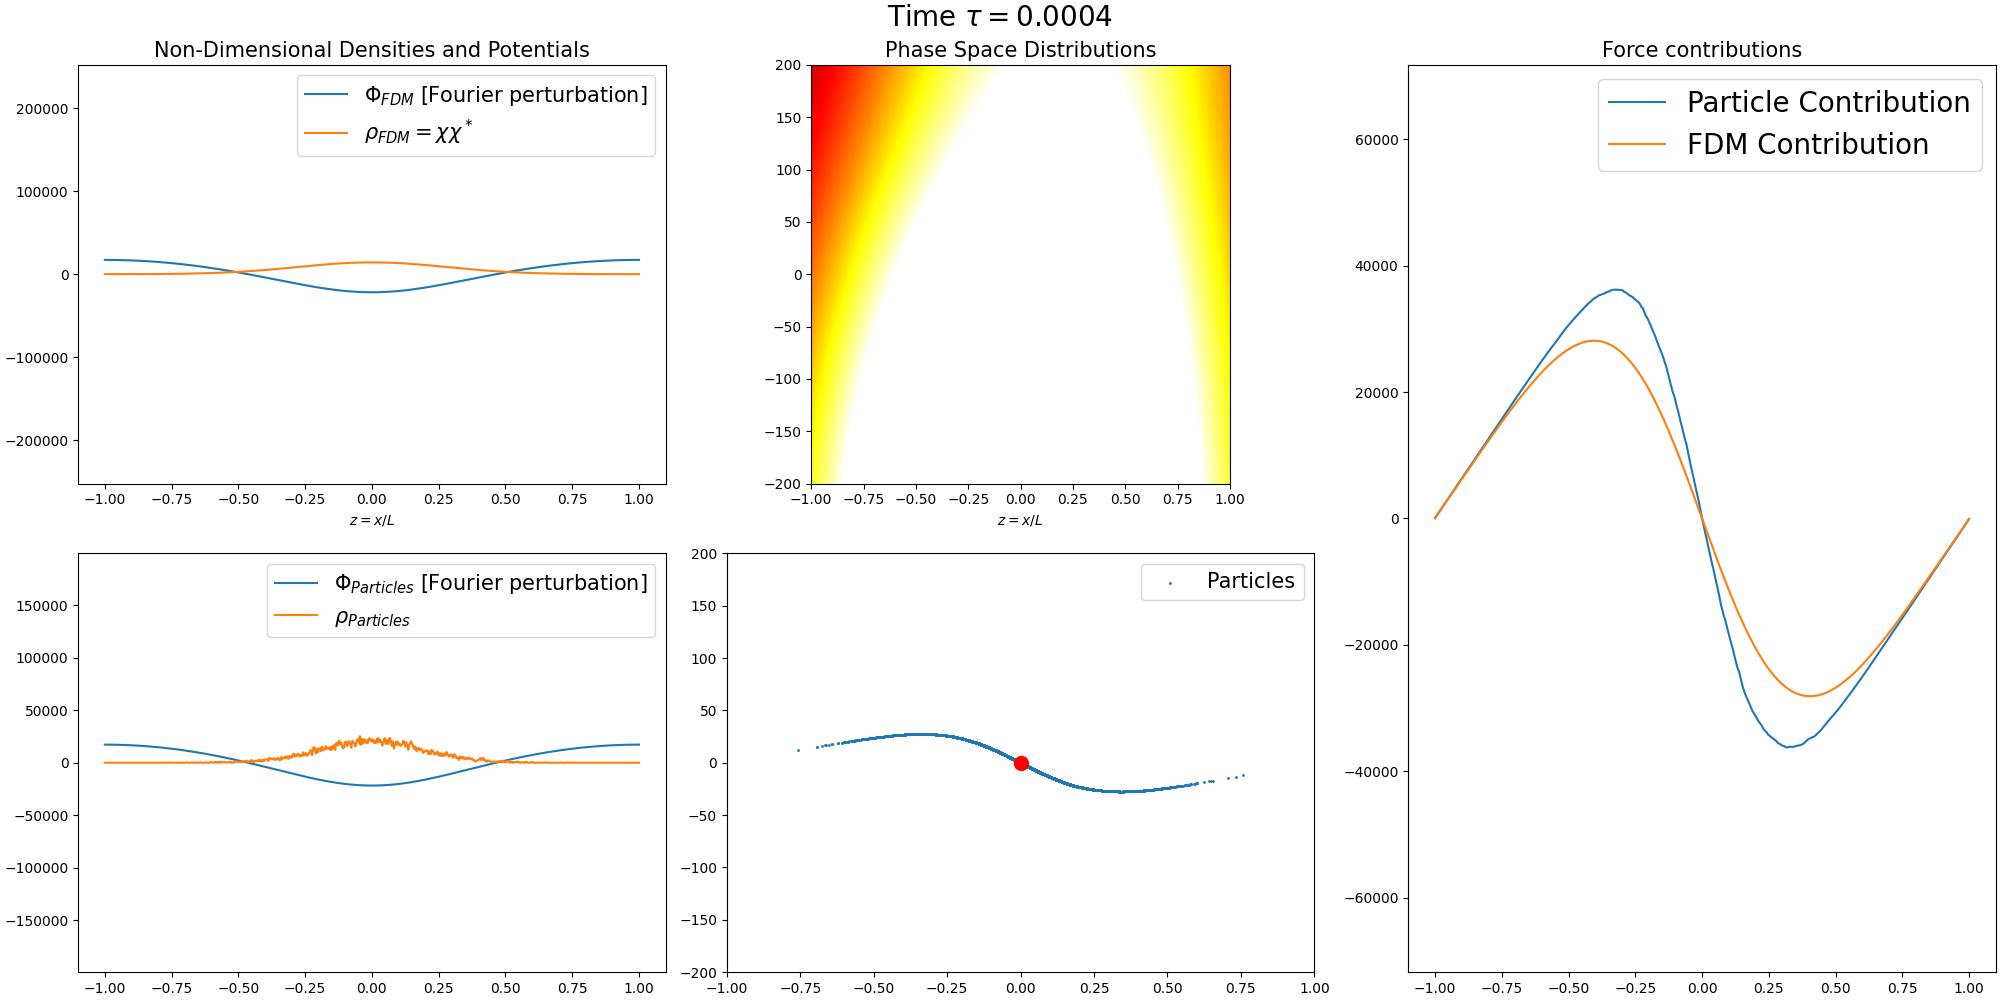 Time τ = 0.0004
Non-Dimensional Densities and Potentials
Φ_FDM [Fourier perturbation]
ρ_FDM = χχ*
200000
100000
0
−100000
−200000
−1.00 −0.75 −0.50 −0.25 0.00 0.25 0.50 0.75 1.00
z = x/L
Phase Space Distributions
200
150
100
50
0
−50
−100
−150
−200
−1.00 −0.75 −0.50 −0.25 0.00 0.25 0.50 0.75 1.00
z = x/L
Force contributions
Particle Contribution
FDM Contribution
60000
40000
20000
0
−20000
−40000
−60000
−1.00 −0.75 −0.50 −0.25 0.00 0.25 0.50 0.75 1.00
Φ_Particles [Fourier perturbation]
ρ_Particles
150000
100000
50000
0
−50000
−100000
−150000
−1.00 −0.75 −0.50 −0.25 0.00 0.25 0.50 0.75 1.00
Particles
200
150
100
50
0
−50
−100
−150
−200
−1.00 −0.75 −0.50 −0.25 0.00 0.25 0.50 0.75 1.00